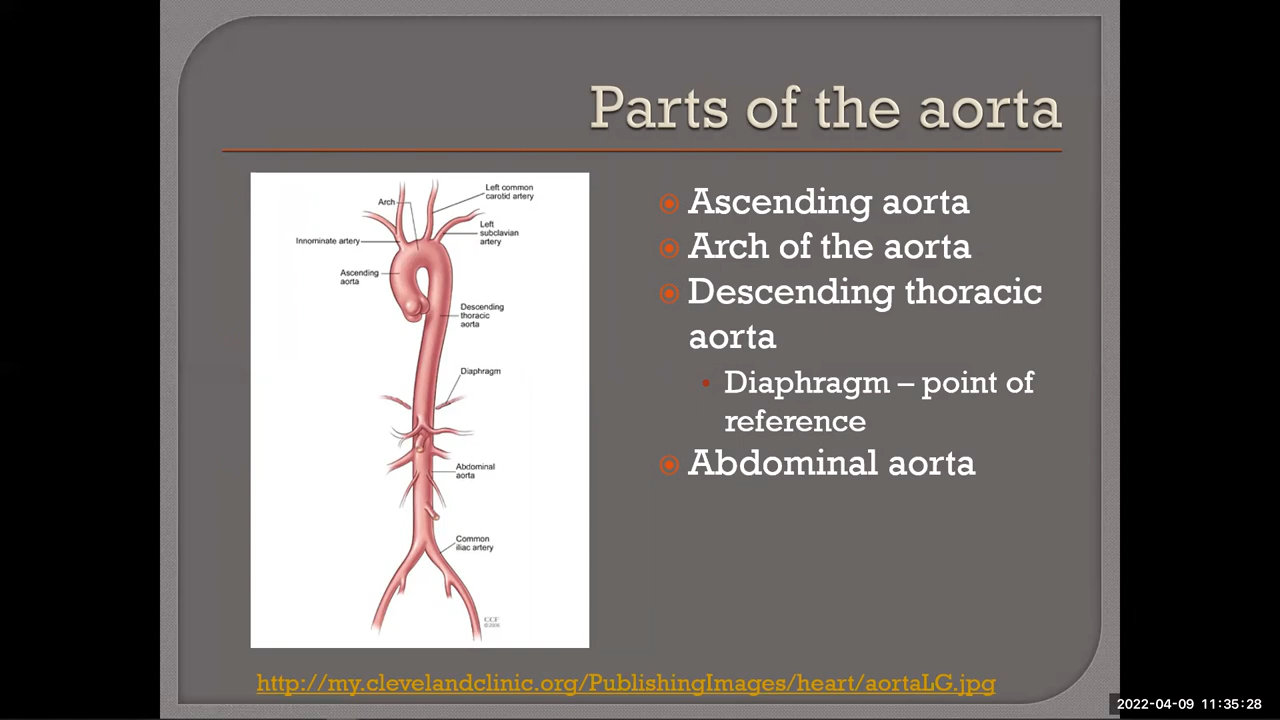 Parts of the aorta
Left common
carotid artery
Arch
Left
subclavian
artery
Innominate artery
Ascending
aorta
Descending
thoracic
aorta
Diaphragm
Abdominal
aorta
Common
iliac artery
CCF
©2006
Ascending aorta
Arch of the aorta
Descending thoracic
aorta
Diaphragm – point of
reference
Abdominal aorta
http://my.clevelandclinic.org/PublishingImages/heart/aortaLG.jpg
2022-04-09 11:35:28